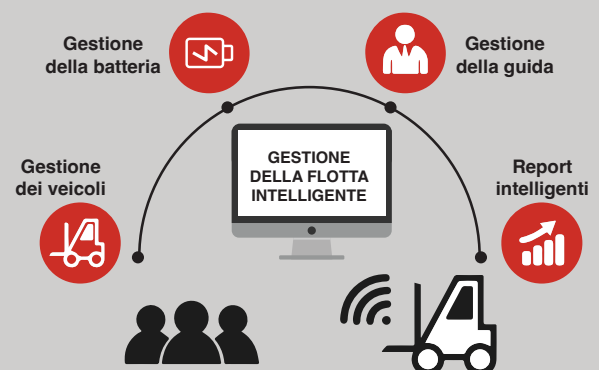 Gestione
della batteria
Gestione
della guida
Gestione
dei veicoli
GESTIONE
DELLA FLOTTA
INTELLIGENTE
Report
intelligenti